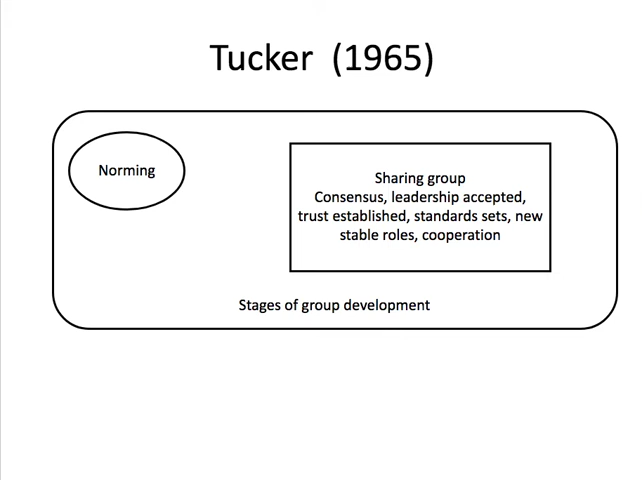 Tucker (1965)
Norming
Sharing group
Consensus, leadership accepted,
trust established, standards sets, new
stable roles, cooperation
Stages of group development